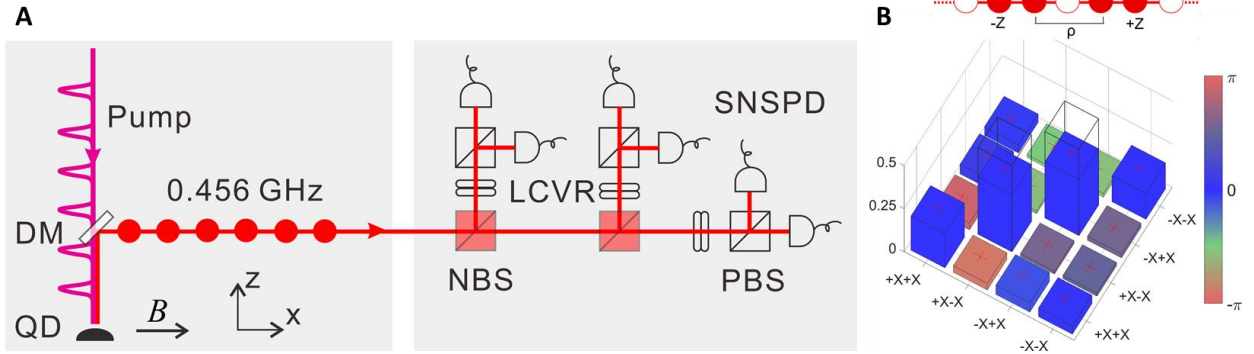 A
Pump
0.456 GHz
DM
QD
B
z
x
SNSPD
LCVR
NBS
PBS
B
-Z
ρ
+Z
0.5
0.25
0
+X+X
+X-X
-X+X
-X-X
-X-X
-X+X
+X-X
+X+X
π
0
-π